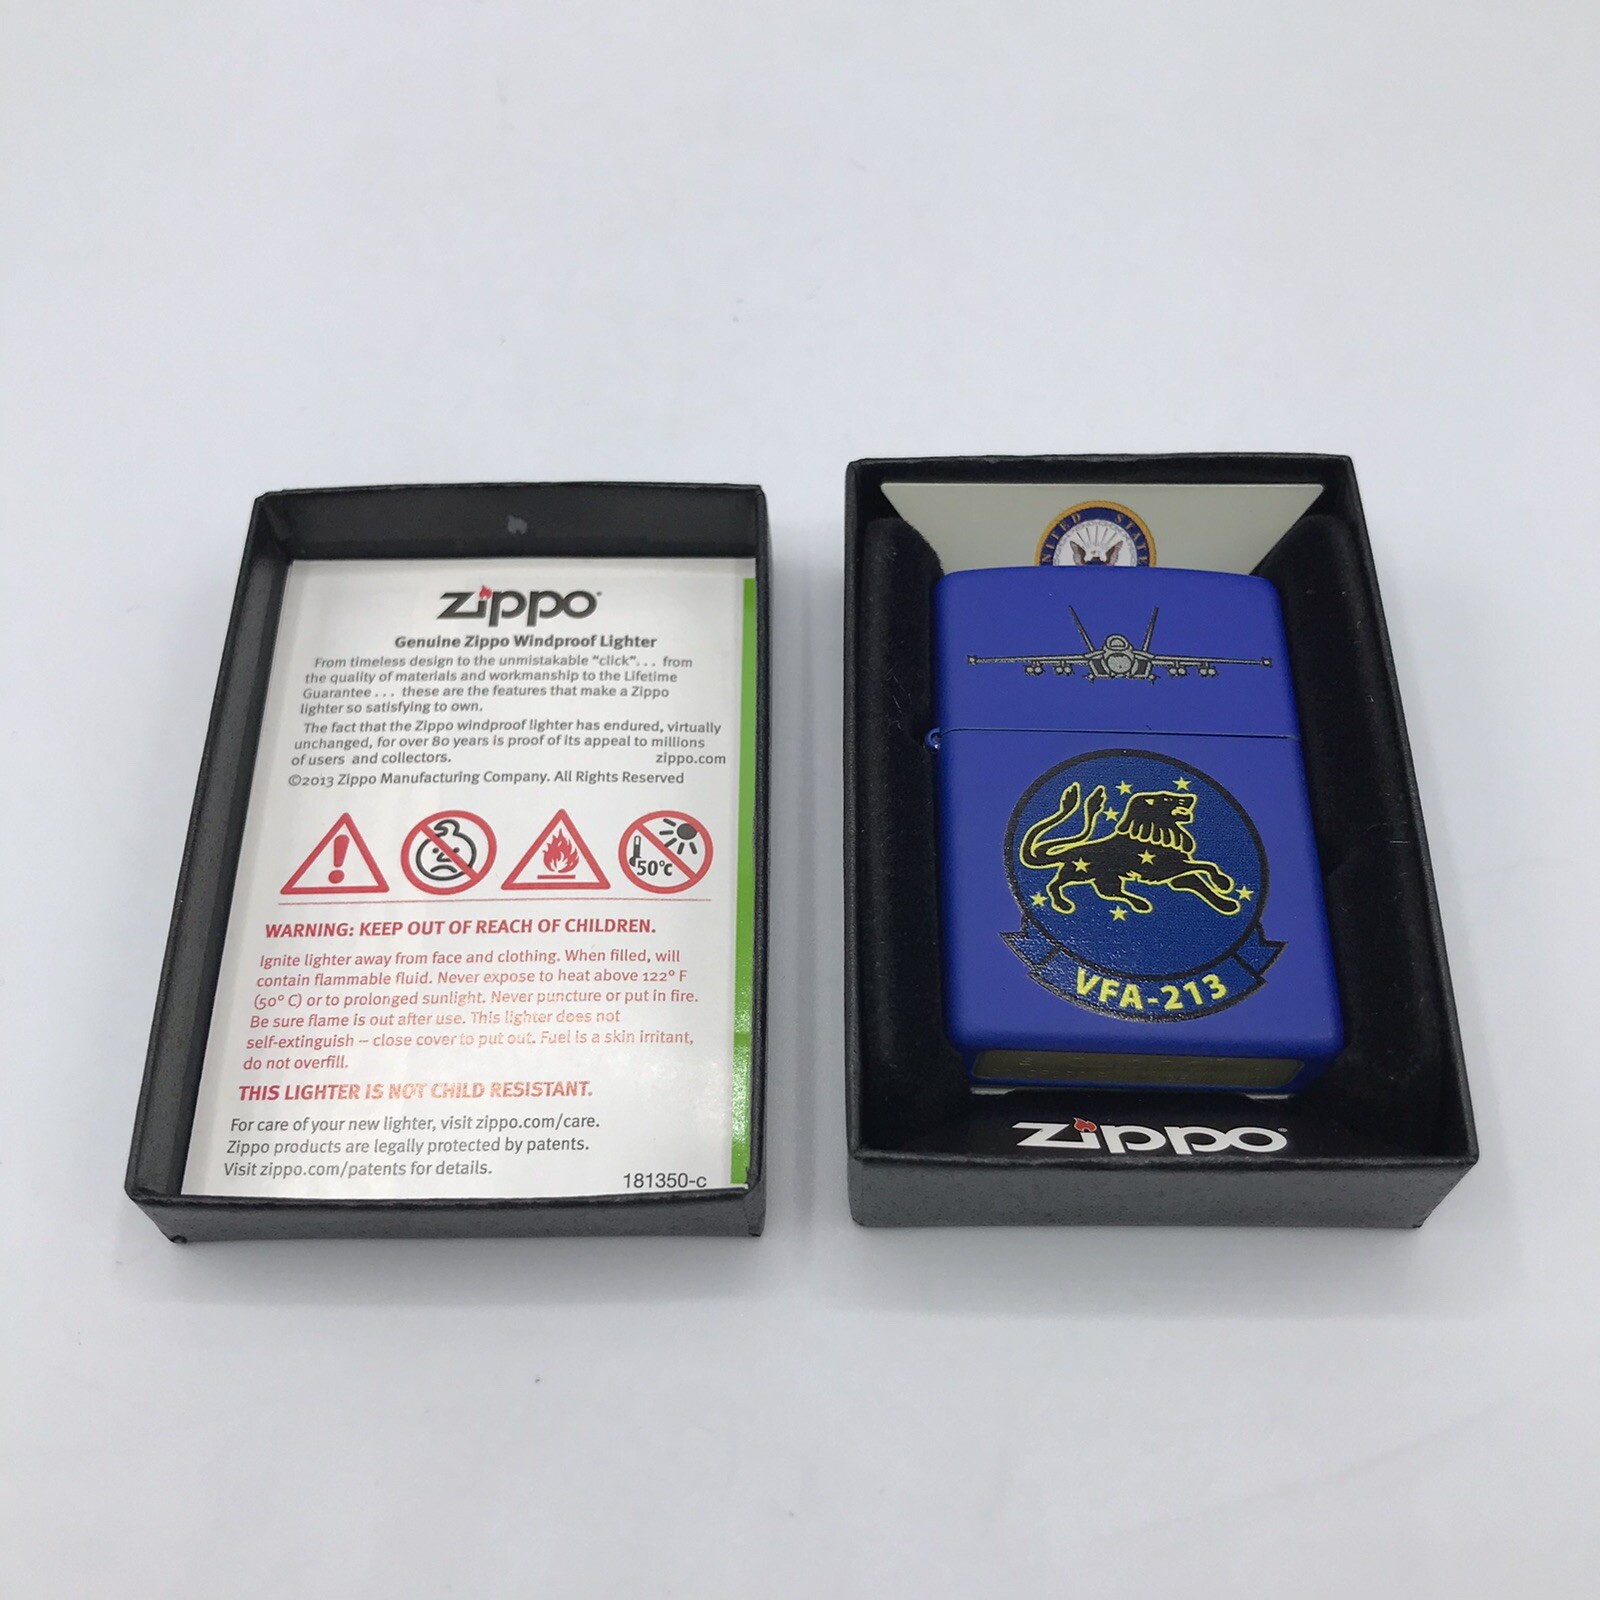 zippo
Genuine Zippo Windproof Lighter
From timeless design to the unmistakable "click". . . from
the quality of materials and workmanship to the Lifetime
Guarantee . . . these are the features that make a Zippo
lighter so satisfying to own.
The fact that the Zippo windproof lighter has endured, virtually
unchanged, for over 80 years is proof of its appeal to millions
of users and collectors. zippo.com
©2013 Zippo Manufacturing Company. All Rights Reserved
50°C
WARNING: KEEP OUT OF REACH OF CHILDREN.
Ignite lighter away from face and clothing. When filled, will
contain flammable fluid. Never expose to heat above 122° F
(50° C) or to prolonged sunlight. Never puncture or put in fire.
Be sure flame is out after use. This lighter does not
self-extinguish – close cover to put out. Fuel is a skin irritant,
do not overfill.
THIS LIGHTER IS NOT CHILD RESISTANT.
For care of your new lighter, visit zippo.com/care.
Zippo products are legally protected by patents.
Visit zippo.com/patents for details.
181350-c
VFA-213
zippo